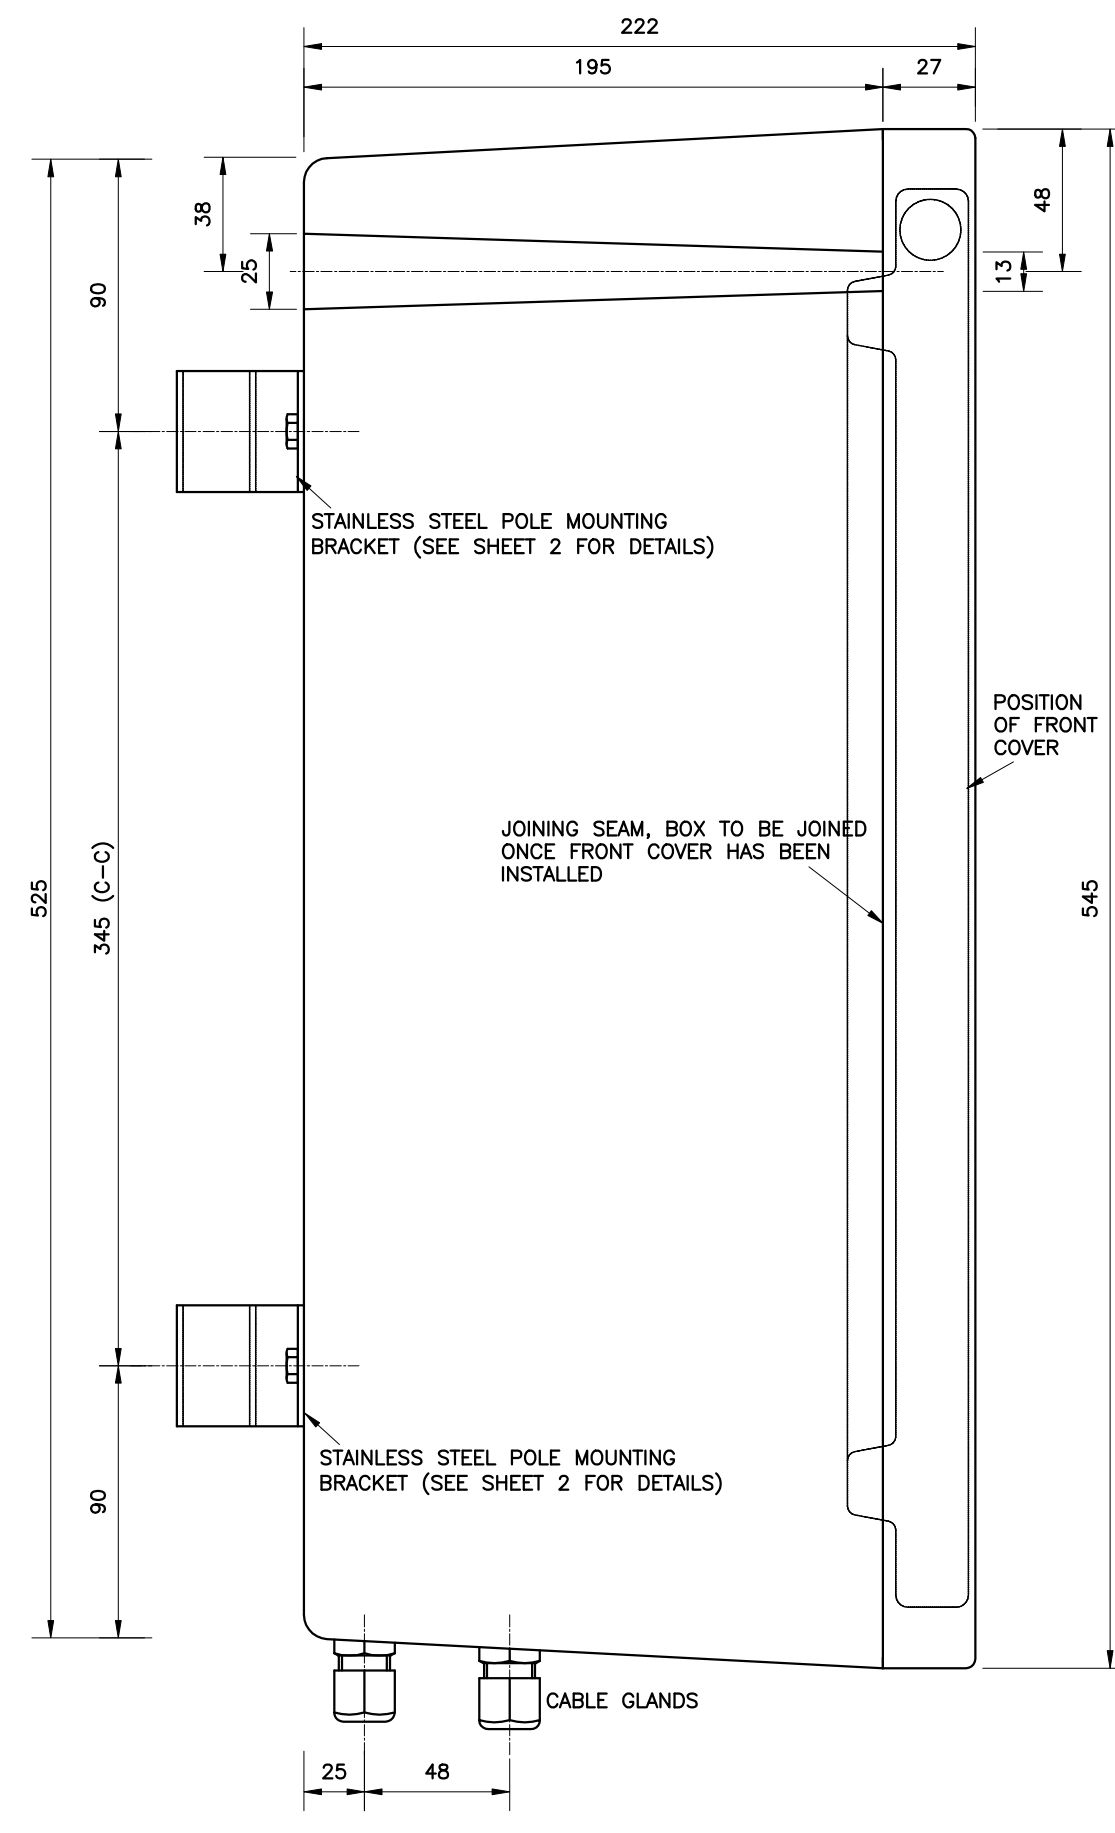 222
195
27
38
48
90
25
13
STAINLESS STEEL POLE MOUNTING
BRACKET (SEE SHEET 2 FOR DETAILS)
POSITION
OF FRONT
COVER
JOINING SEAM, BOX TO BE JOINED
ONCE FRONT COVER HAS BEEN
INSTALLED
525
345 (C-C)
545
STAINLESS STEEL POLE MOUNTING
BRACKET (SEE SHEET 2 FOR DETAILS)
90
CABLE GLANDS
25
48